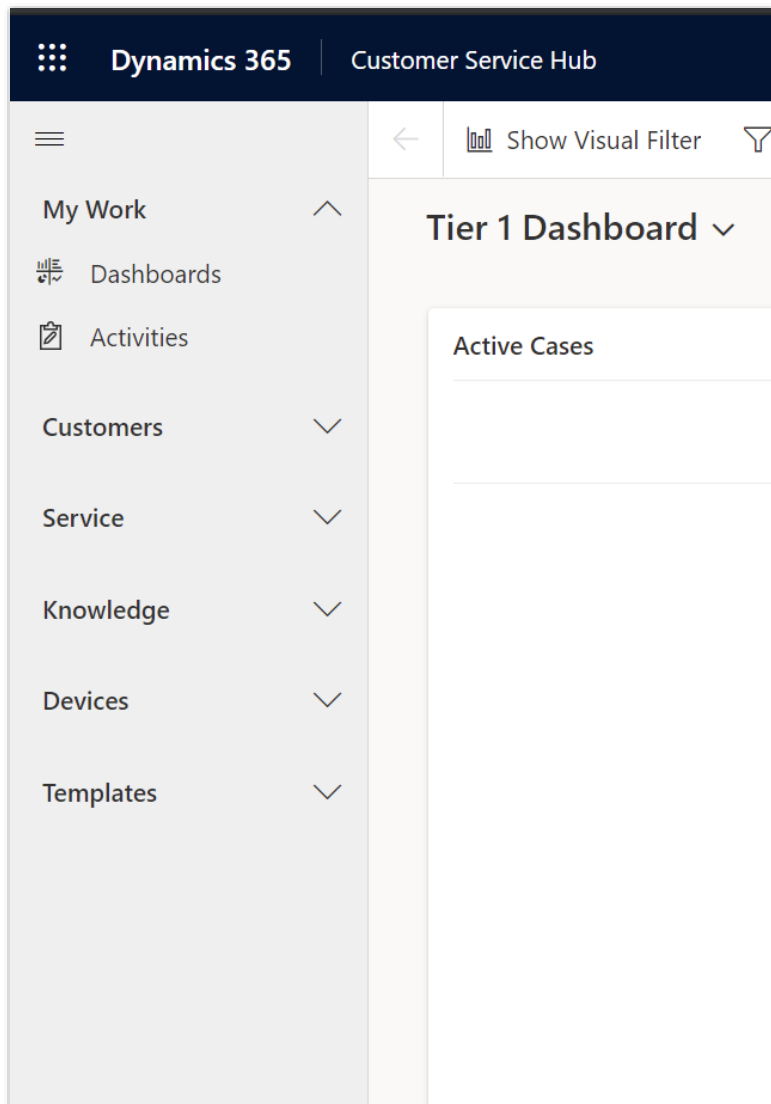 Dynamics 365 Customer Service Hub
Show Visual Filter
My Work
Dashboards
Activities
Customers
Service
Knowledge
Devices
Templates
Tier 1 Dashboard
Active Cases